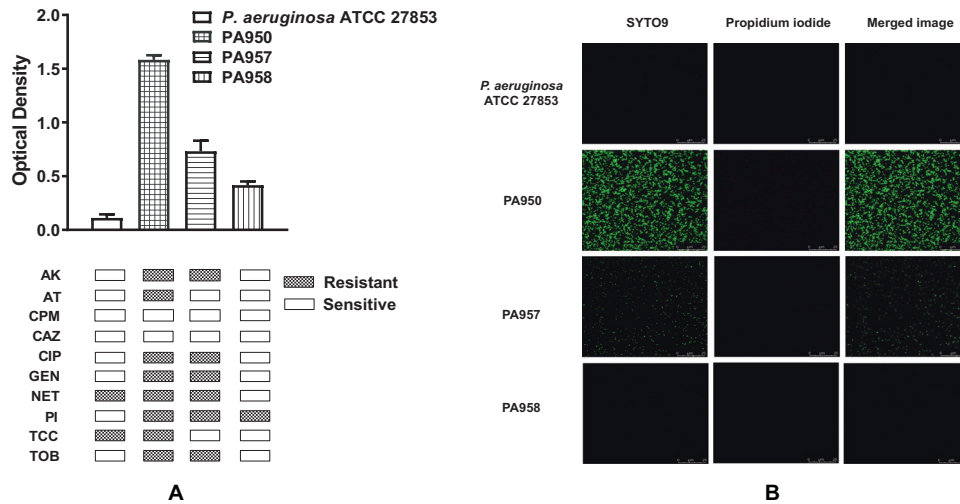 2.0
1.5
1.0
0.5
0.0
Optical Density
P. aeruginosa ATCC 27853
PA950
PA957
PA958
AK
AT
CPM
CAZ
CIP
GEN
NET
PI
TCC
TOB
Resistant
Sensitive
A
SYTO9 Propidium iodide Merged image
P. aeruginosa
ATCC 27853
PA950
PA957
PA958
B